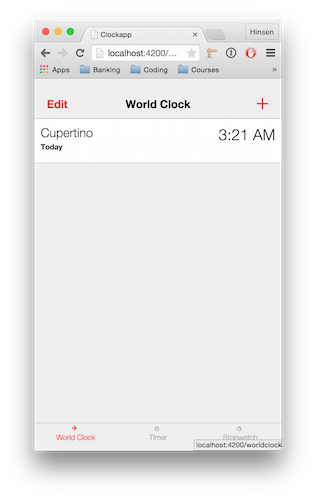 Clockapp
Hinsen
localhost:4200/...
Apps Banking Coding Courses »
Edit World Clock +
Cupertino 3:21 AM
Today
World Clock Timer Stopwatch
localhost:4200/worldclock